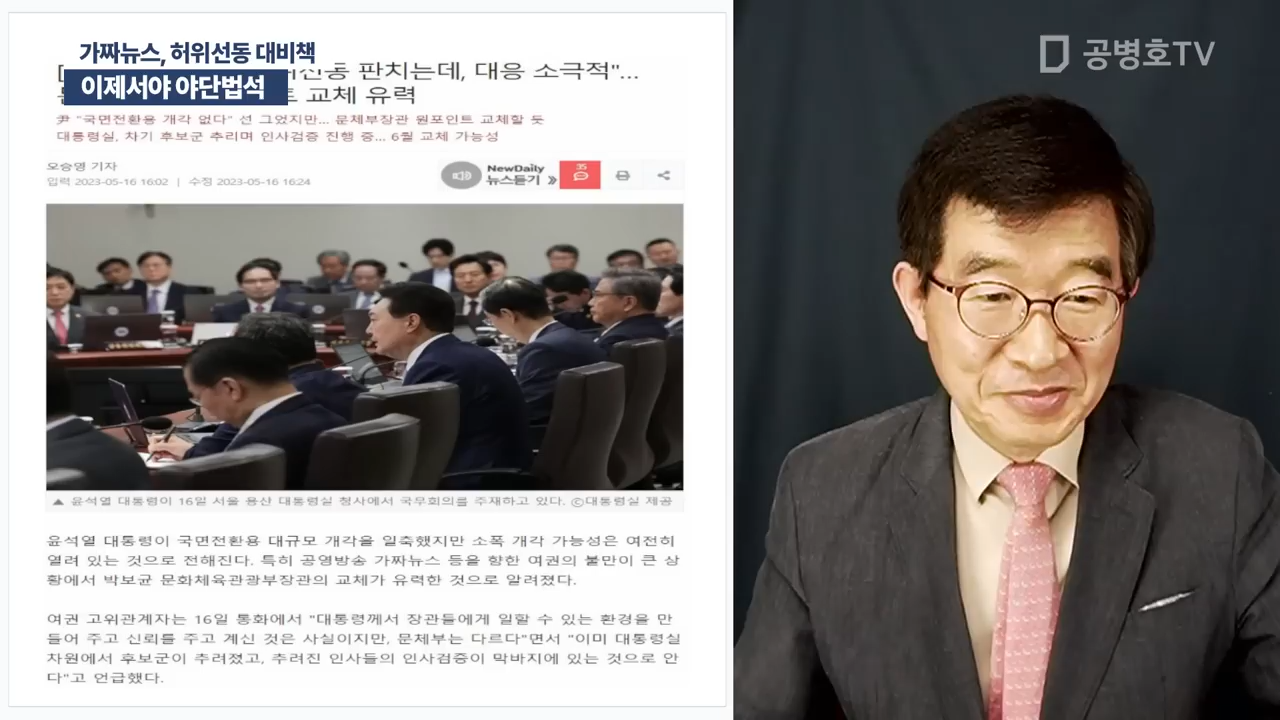 가짜뉴스, 허위선동 대비책
이제서야 야단법석
판치는데, 대응 소극적"...
교체 유력
尹 "국면전환용 개각 없다" 선 그었지만... 문체부장관 원포인트 교체할 듯
대통령실, 차기 후보군 추리며 인사검증 진행 중... 6월 교체 가능성
오승영 기자
입력 2023-05-16 16:02 | 수정 2023-05-16 16:24
NewDaily
뉴스듣기 》
35
▲ 윤석열 대통령이 16일 서울 용산 대통령실 청사에서 국무회의를 주재하고 있다. ⓒ대통령실 제공
윤석열 대통령이 국면전환용 대규모 개각을 일축했지만 소폭 개각 가능성은 여전히
열려 있는 것으로 전해진다. 특히 공영방송 가짜뉴스 등을 향한 여권의 불만이 큰 상
황에서 박보균 문화체육관광부장관의 교체가 유력한 것으로 알려졌다.
여권 고위관계자는 16일 통화에서 "대통령께서 장관들에게 일할 수 있는 환경을 만
들어 주고 신뢰를 주고 계신 것은 사실이지만, 문체부는 다르다"면서 "이미 대통령실
차원에서 후보군이 추려졌고, 추려진 인사들의 인사검증이 막바지에 있는 것으로 안
다"고 언급했다.
공병호TV